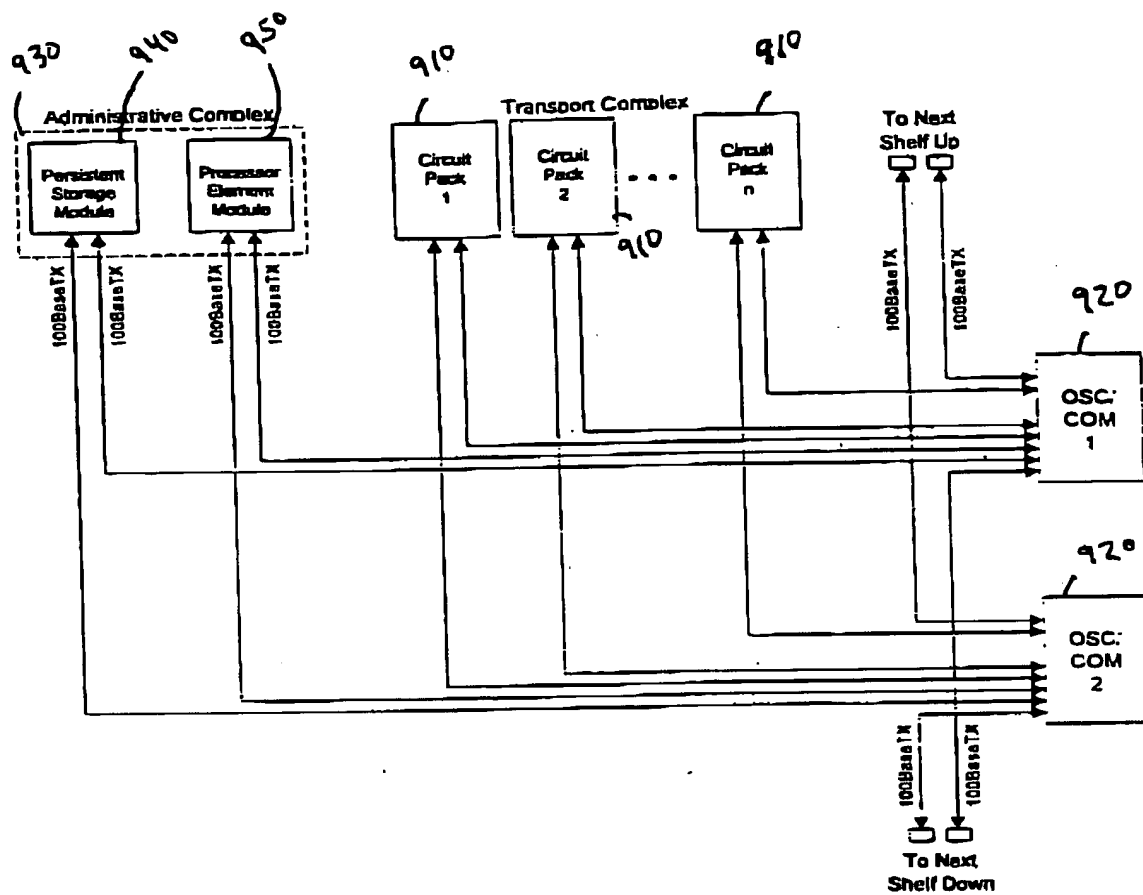 930
940
950
910
910
Administrative Complex
Transport Complex
To Next
Shelf Up
Persistent
Storage
Module
Processor
Element
Module
Circuit
Pack
1
Circuit
Pack
2
Circuit
Pack
n
910
100BaseTX
100BaseTX
100BaseTX
100BaseTX
100BaseTX
100BaseTX
920
OSC/
COM
1
920
OSC/
COM
2
100BaseTX
100BaseTX
To Next
Shelf Down